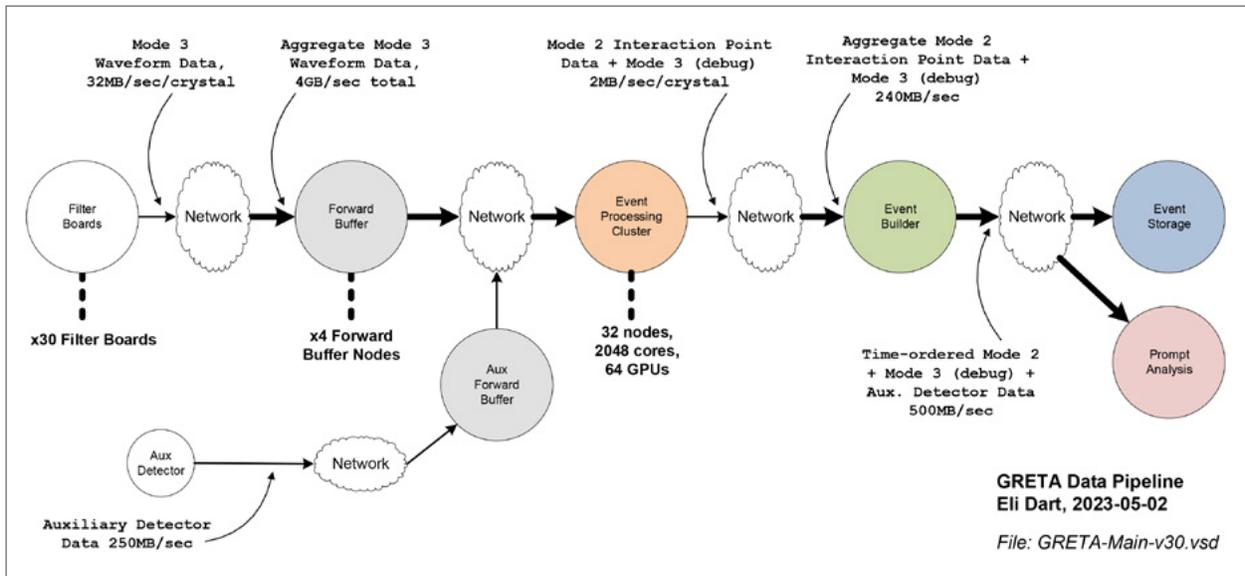 Mode 3
Waveform Data,
32MB/sec/crystal
Aggregate Mode 3
Waveform Data,
4GB/sec total
Mode 2 Interaction Point
Data + Mode 3 (debug)
2MB/sec/crystal
Aggregate Mode 2
Interaction Point Data +
Mode 3 (debug)
240MB/sec
Filter
Boards
Network
Forward
Buffer
Network
Event
Processing
Cluster
Network
Event
Builder
Network
Event
Storage
x30 Filter Boards
x4 Forward
Buffer Nodes
32 nodes,
2048 cores,
64 GPUs
Aux
Forward
Buffer
Time-ordered Mode 2
+ Mode 3 (debug) +
Aux. Detector Data
500MB/sec
Prompt
Analysis
Aux
Detector
Network
Auxiliary Detector
Data 250MB/sec
GRETA Data Pipeline
Eli Dart, 2023-05-02
File: GRETA-Main-v30.vsd